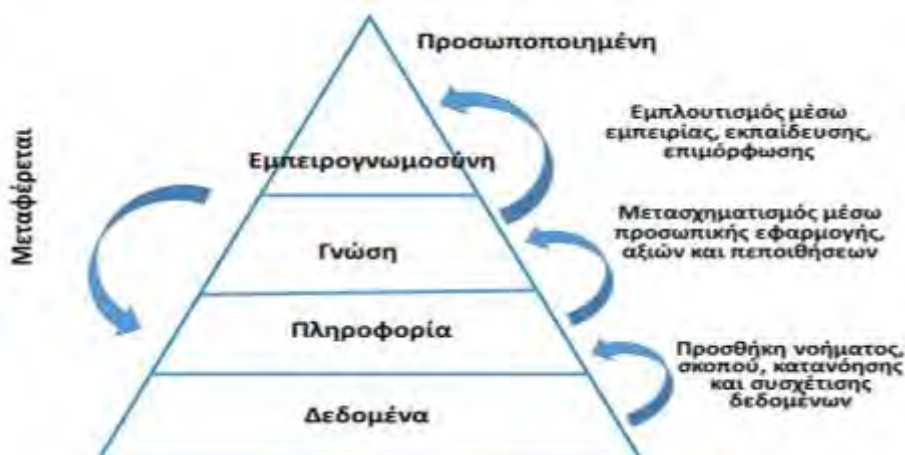 Προσωποποιημένη
Εμπλουτισμός μέσω
εμπειρίας, εκπαίδευσης,
επιμόρφωσης
Μεταφέρεται
Εμπειρογνωμοσύνη
Μετασχηματισμός μέσω
προσωπικής εφαρμογής,
αξιών και πεποιθήσεων
Γνώση
Πληροφορία
Προσθήκη νοήματος,
σκοπού, κατανόησης
και συσχέτισης
δεδομένων
Δεδομένα